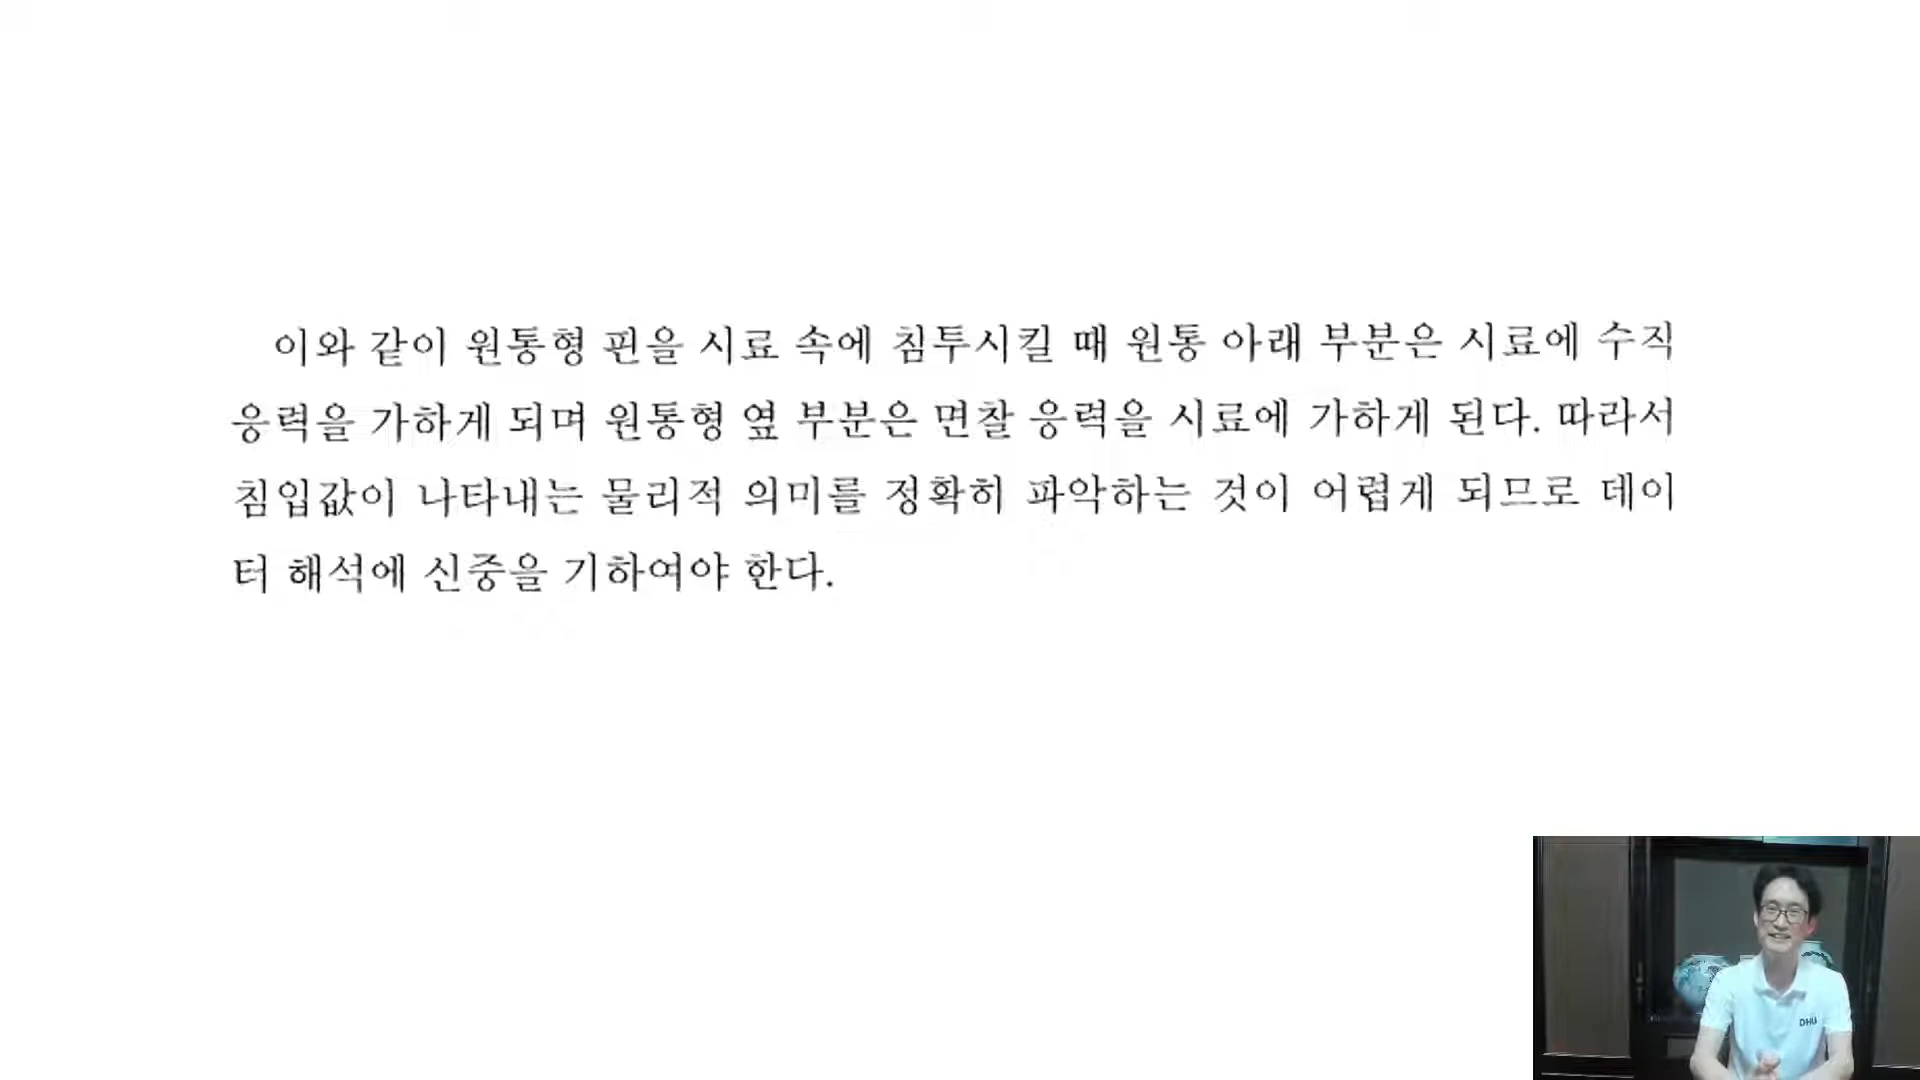 이와 같이 원통형 핀을 시료 속에 침투시킬 때 원통 아래 부분은 시료에 수직
응력을 가하게 되며 원통형 옆 부분은 면찰 응력을 시료에 가하게 된다. 따라서
침입값이 나타내는 물리적 의미를 정확히 파악하는 것이 어렵게 되므로 데이
터 해석에 신중을 기하여야 한다.
DHU